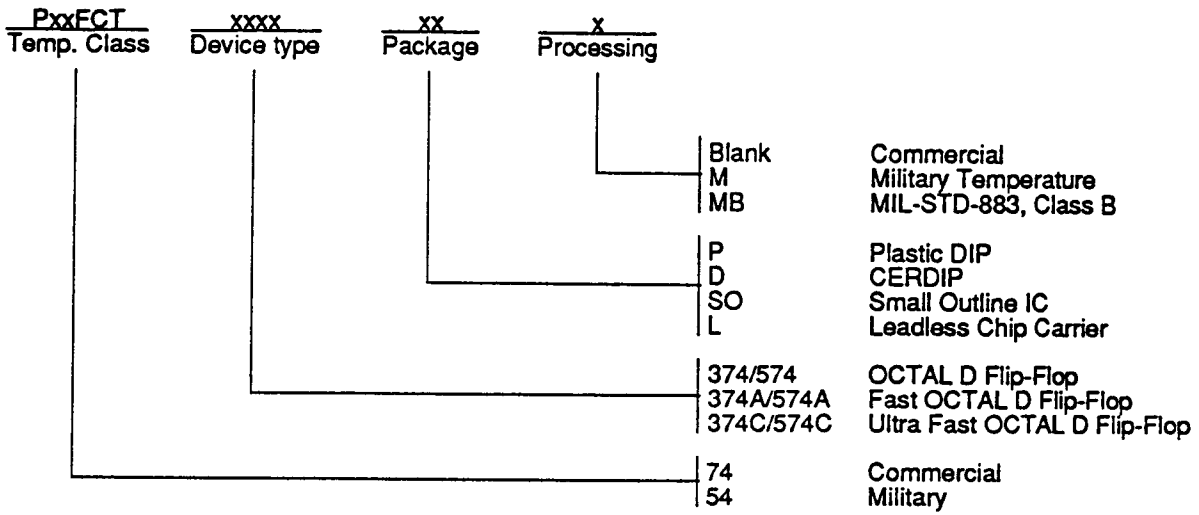 PxxFCT xxxx xx x
Temp. Class Device type Package Processing
Blank Commercial
M Military Temperature
MB MIL-STD-883, Class B
P Plastic DIP
D CERDIP
SO Small Outline IC
L Leadless Chip Carrier
374/574 OCTAL D Flip-Flop
374A/574A Fast OCTAL D Flip-Flop
374C/574C Ultra Fast OCTAL D Flip-Flop
74 Commercial
54 Military